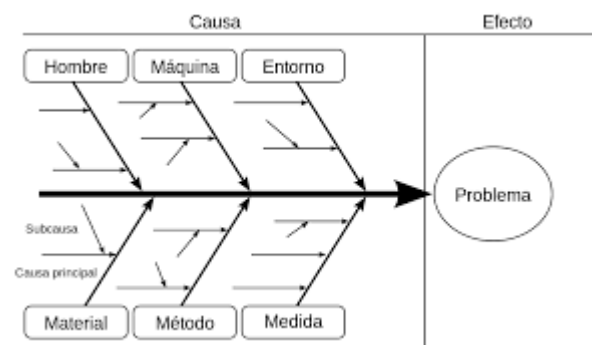 Causa
Efecto
Hombre
Máquina
Entorno
Problema
Subcausa
Causa principal
Material
Método
Medida